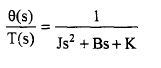 θ(s)/T(s) = 1/(Js² + Bs + K)